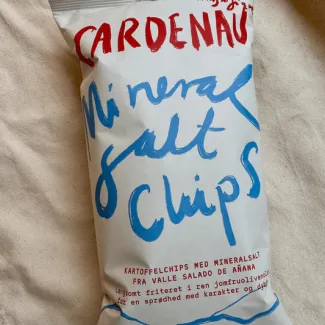 CARDENAU
Mineral
Salt
Chips
KARTOFFELCHIPS MED MINERALSALT
FRA VALLE SALADO DE AÑANA
friteret i ren jomfruoliven
for en sprødhed med karakter og